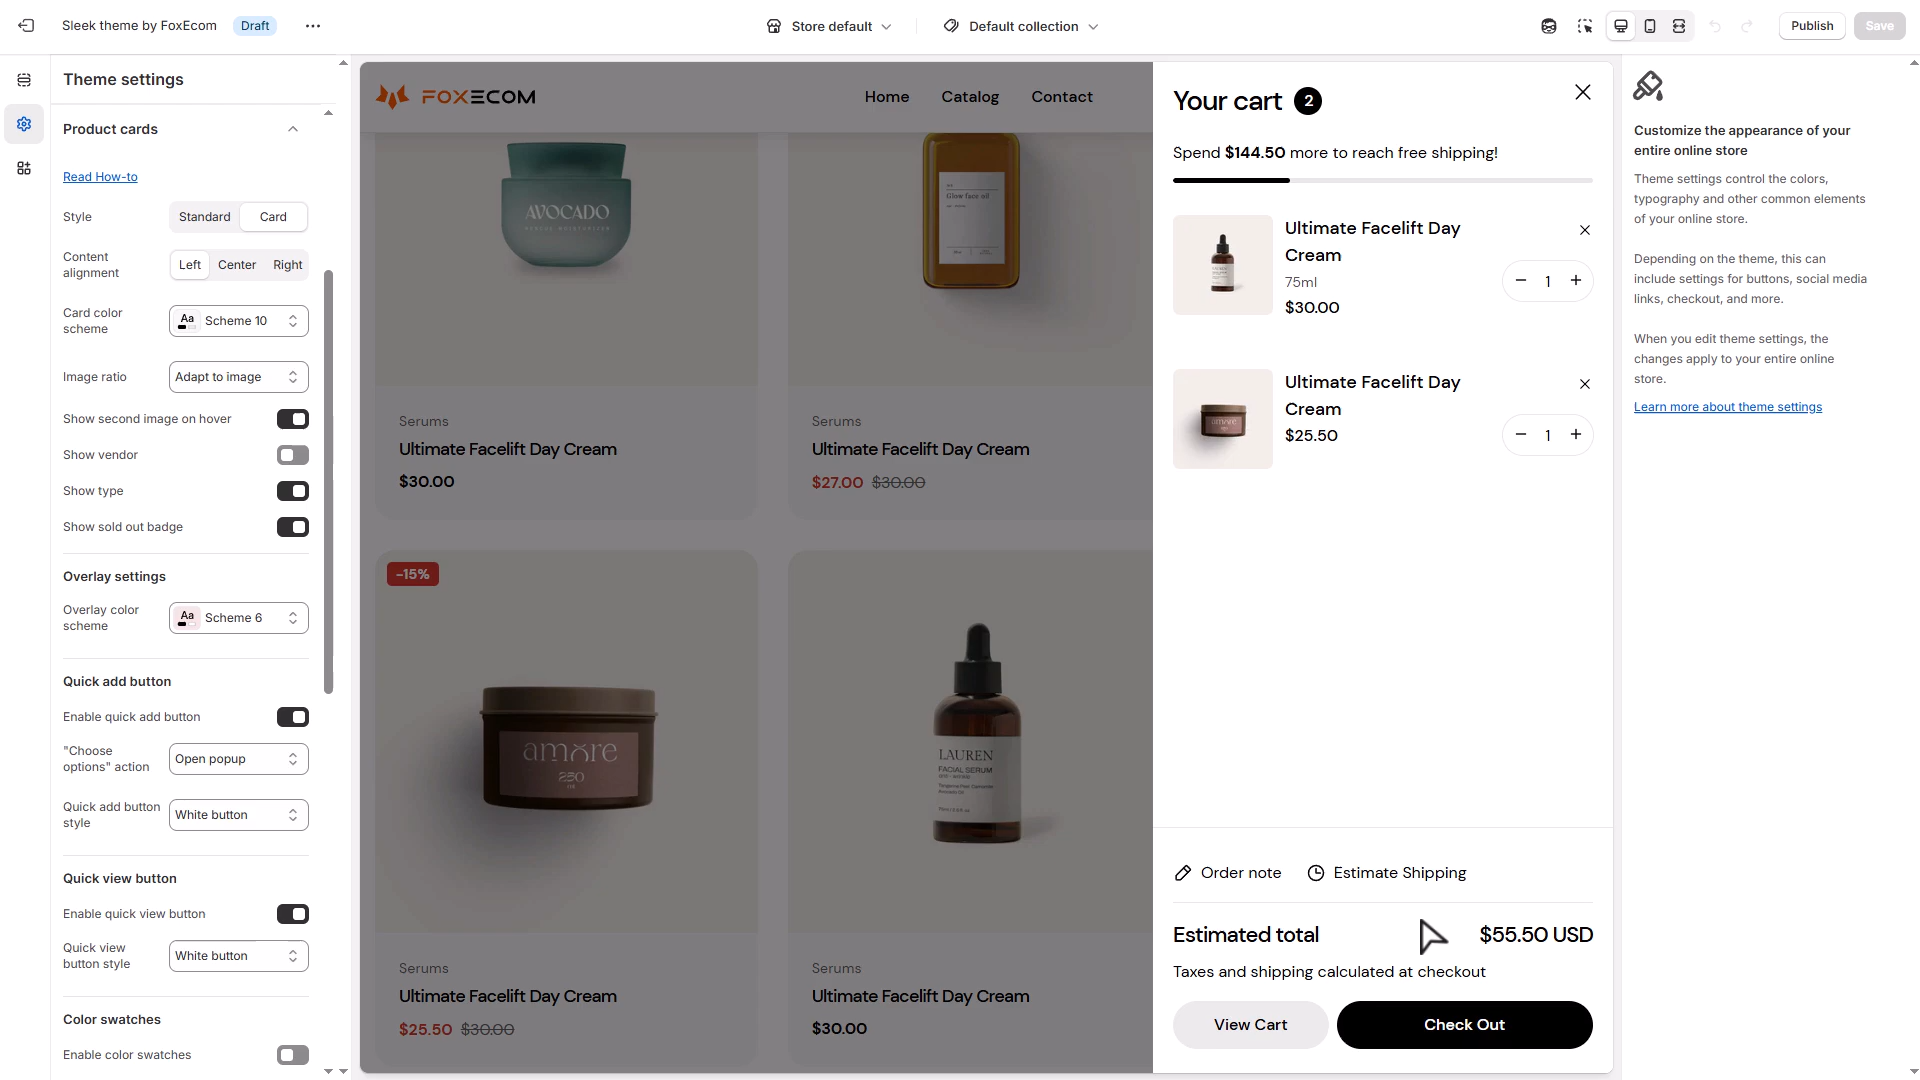 Sleek theme by FoxEcom
Draft
Store default
Default collection
Publish
Save
Theme settings
Product cards
Read How-to
Style
Standard
Card
Content
alignment
Left
Center
Right
Card color
scheme
Aa
Scheme 10
Image ratio
Adapt to image
Show second image on hover
Show vendor
Show type
Show sold out badge
Overlay settings
Overlay color
scheme
Aa
Scheme 6
Quick add button
Enable quick add button
"Choose
options" action
Open popup
Quick add button
style
White button
Quick view button
Enable quick view button
Quick view
button style
White button
Color swatches
Enable color swatches
FOXECOM
Home
Catalog
Contact
AVOCADO
Glow face oil
Serums
Ultimate Facelift Day Cream
$30.00
Serums
Ultimate Facelift Day Cream
$27.00 $30.00
-15%
amore
250
ml
LAUREN
FACIAL SERUM
Serums
Ultimate Facelift Day Cream
$25.50 $30.00
Serums
Ultimate Facelift Day Cream
$30.00
Your cart 2
Spend $144.50 more to reach free shipping!
Ultimate Facelift Day
Cream
75ml
$30.00
1
Ultimate Facelift Day
Cream
$25.50
1
Order note
Estimate Shipping
Estimated total
$55.50 USD
Taxes and shipping calculated at checkout
View Cart
Check Out
Customize the appearance of your
entire online store
Theme settings control the colors,
typography and other common elements
of your online store.
Depending on the theme, this can
include settings for buttons, social media
links, checkout, and more.
When you edit theme settings, the
changes apply to your entire online
store.
Learn more about theme settings